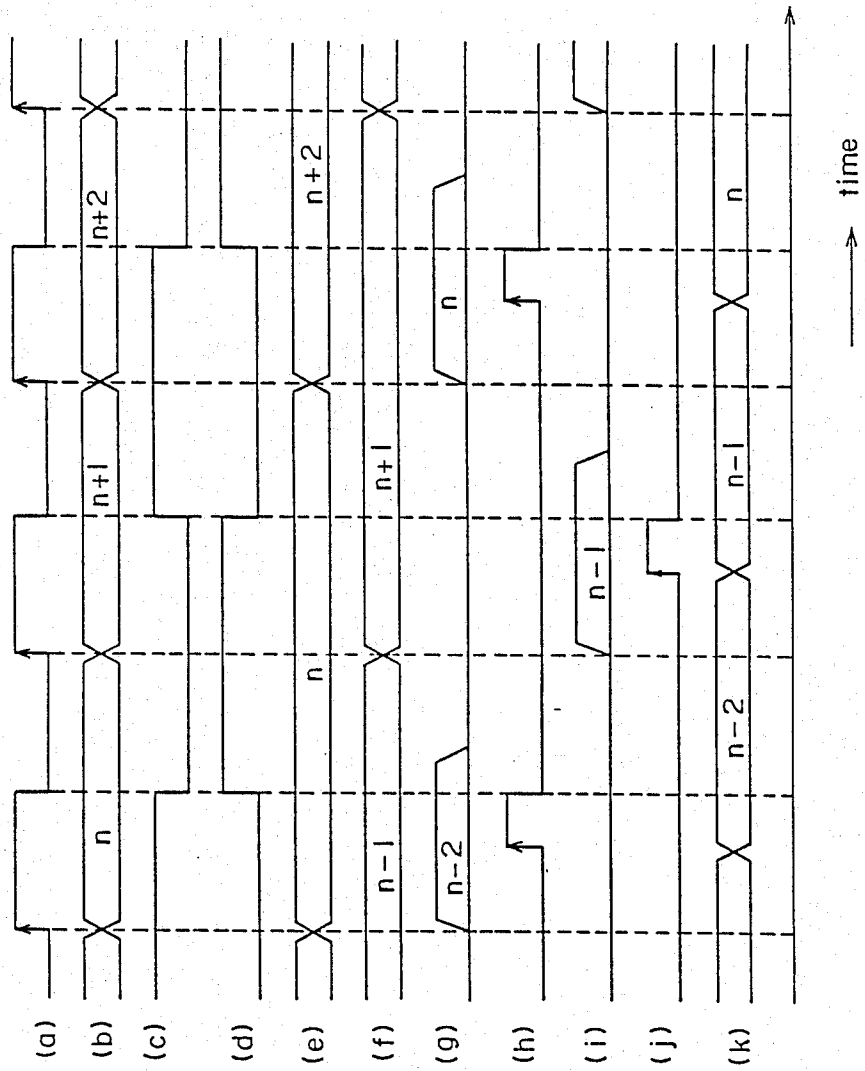 (a)
(b) n n+1 n+2
(c)
(d)
(e) n n+2
(f) n-1 n+1
(g) n-2 n
(h)
(i) n-1
(j)
(k) n-2 n-1 n
time